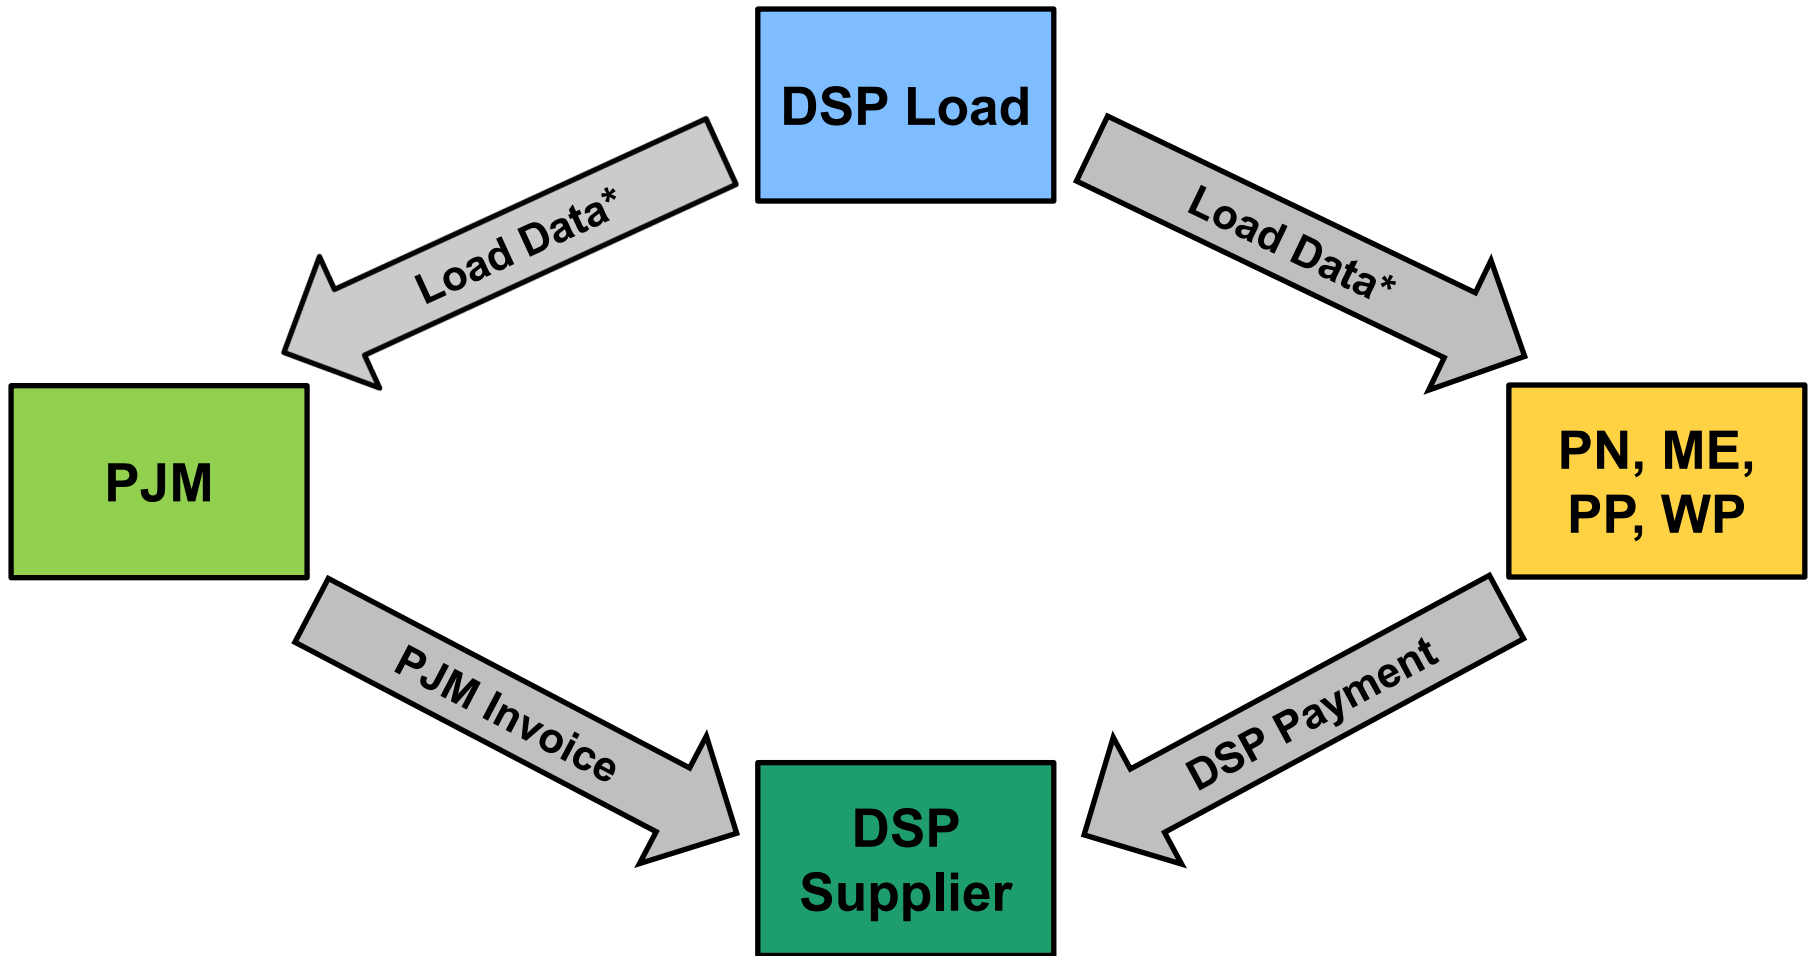 DSP Load
Load Data*
Load Data*
PJM
PN, ME,
PP, WP
PJM Invoice
DSP Payment
DSP
Supplier